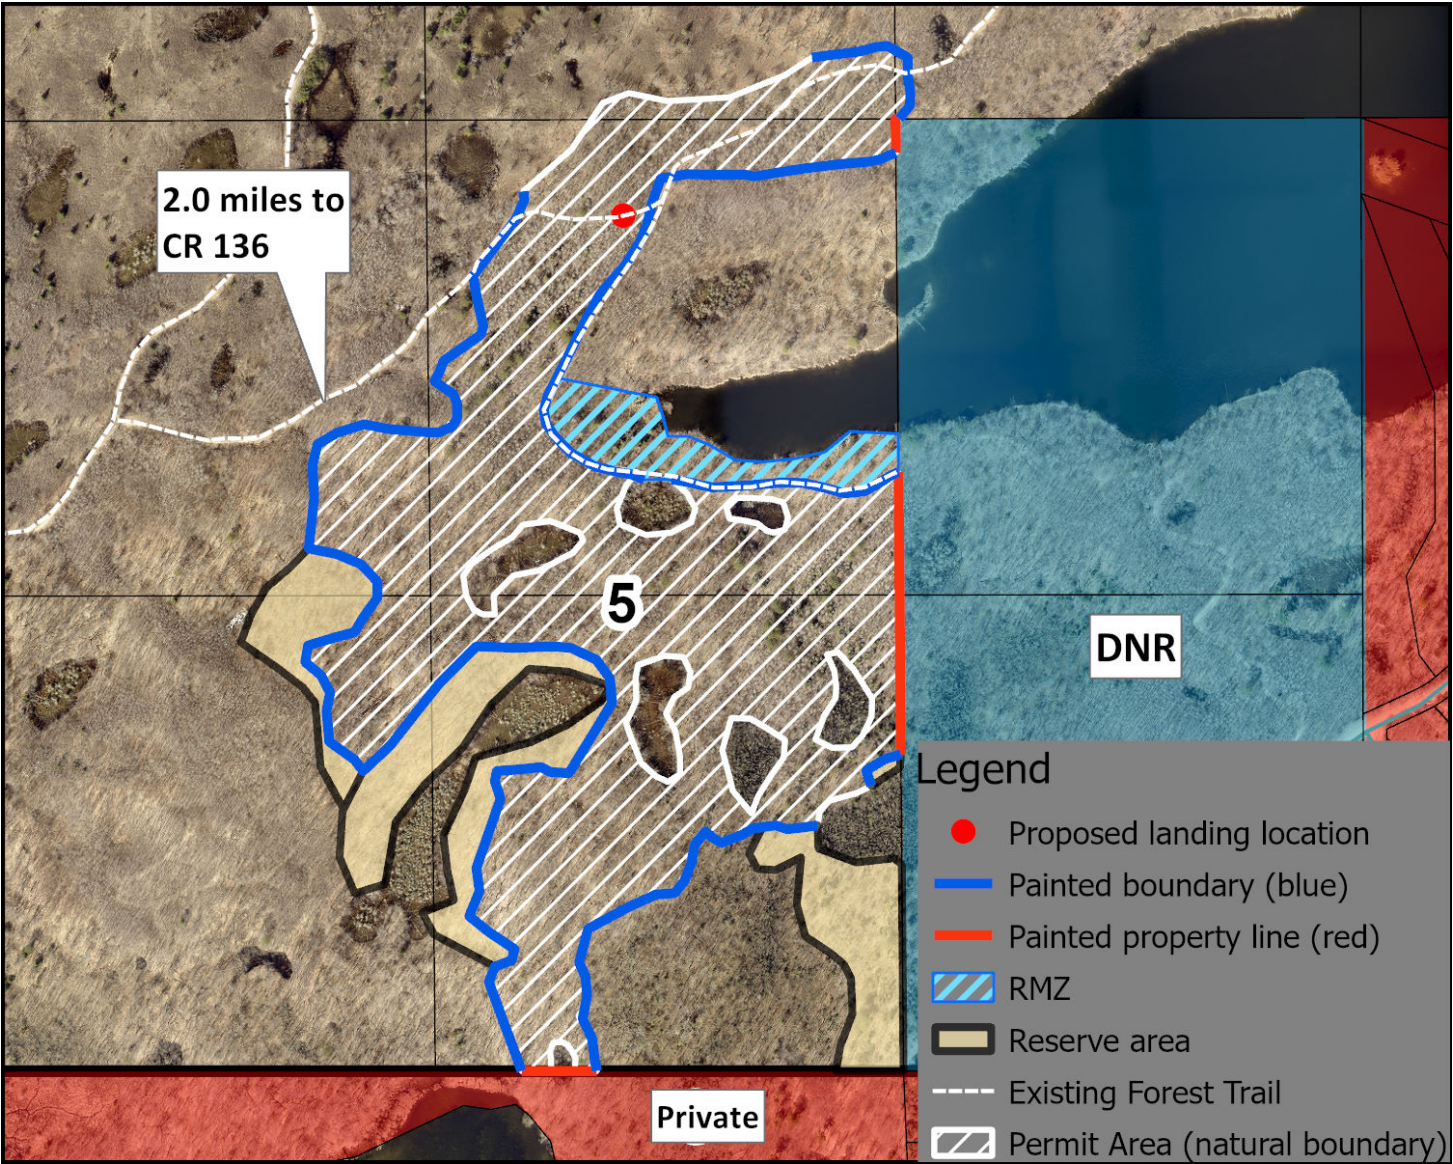 2.0 miles to
CR 136
5
DNR
Private
Legend
Proposed landing location
Painted boundary (blue)
Painted property line (red)
RMZ
Reserve area
Existing Forest Trail
Permit Area (natural boundary)